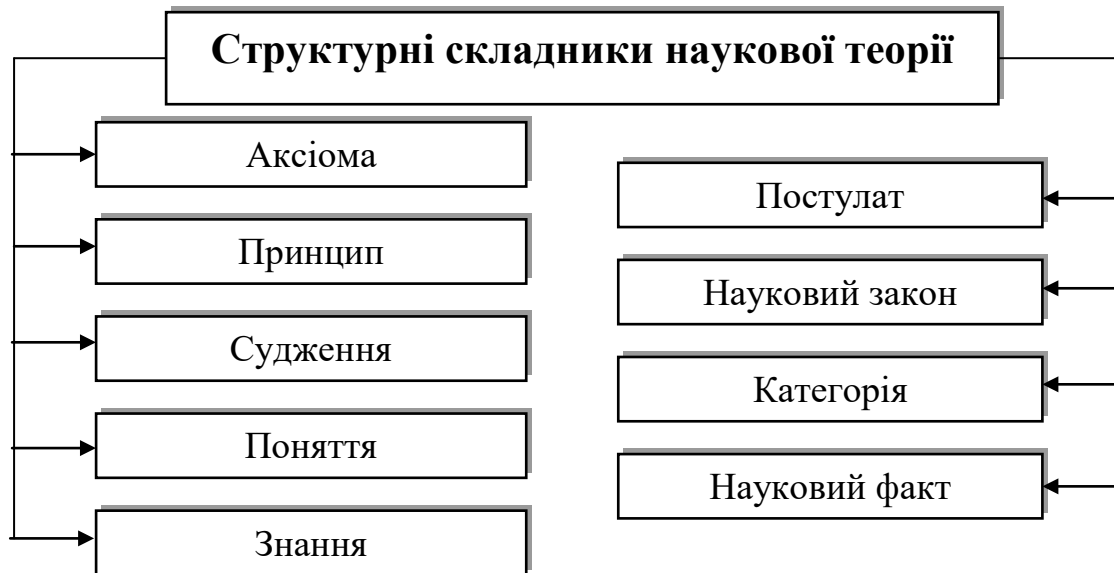 Структурні складники наукової теорії
Аксіома
Принцип
Судження
Поняття
Знання
Постулат
Науковий закон
Категорія
Науковий факт